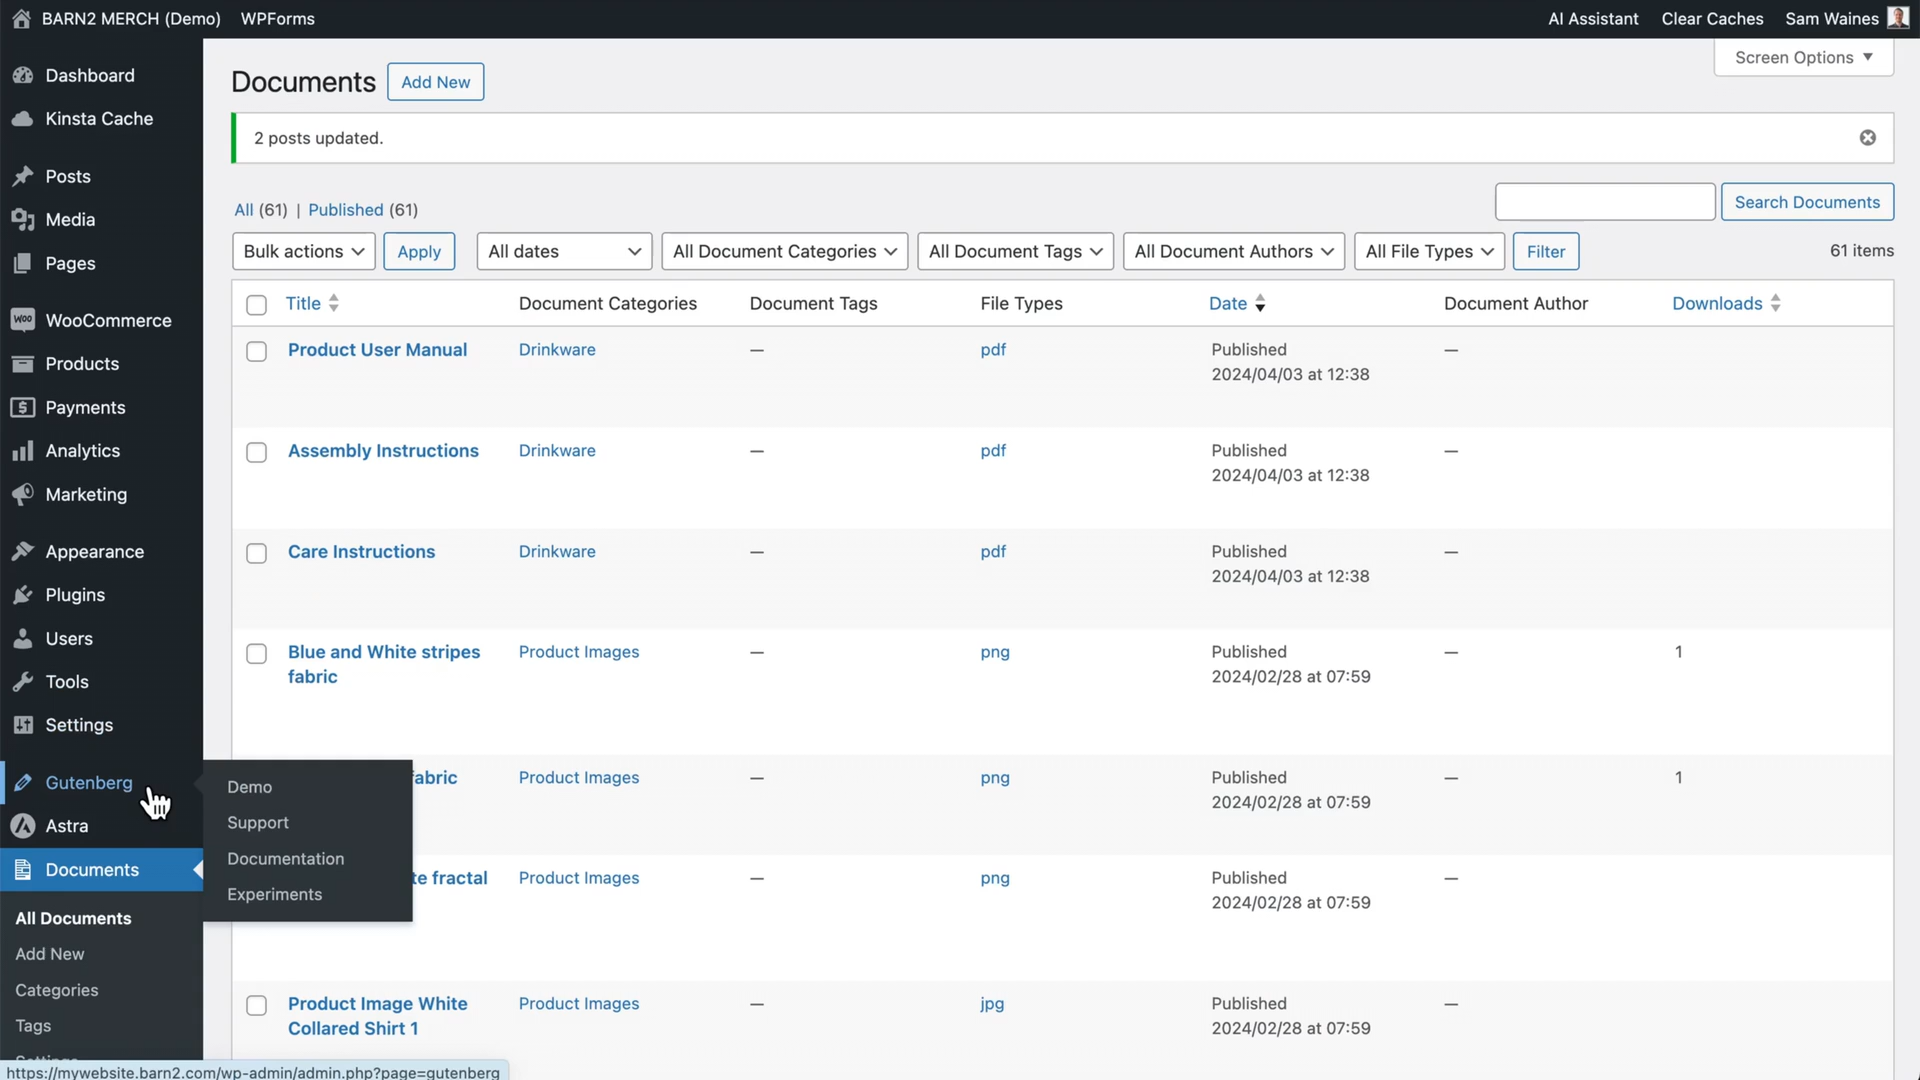 BARN2 MERCH (Demo) WPForms AI Assistant Clear Caches Sam Waines
Screen Options
Dashboard
Kinsta Cache
Posts
Media
Pages
WOO WooCommerce
Products
Payments
Analytics
Marketing
Appearance
Plugins
Users
Tools
Settings
Gutenberg
Astra
Documents
All Documents
Add New
Categories
Tags
Settings
Demo
Support
Documentation
Experiments
Documents Add New
2 posts updated.
All (61) | Published (61)
Search Documents
Bulk actions Apply All dates All Document Categories All Document Tags All Document Authors All File Types Filter 61 items
Title Document Categories Document Tags File Types Date Document Author Downloads
Product User Manual Drinkware — pdf Published —
2024/04/03 at 12:38
Assembly Instructions Drinkware — pdf Published —
2024/04/03 at 12:38
Care Instructions Drinkware — pdf Published —
2024/04/03 at 12:38
Blue and White stripes Product Images — png Published — 1
fabric 2024/02/28 at 07:59
fabric Product Images — png Published — 1
2024/02/28 at 07:59
te fractal Product Images — png Published —
2024/02/28 at 07:59
Product Image White Product Images — jpg Published —
Collared Shirt 1 2024/02/28 at 07:59
https://mywebsite.barn2.com/wp-admin/admin.php?page=gutenberg